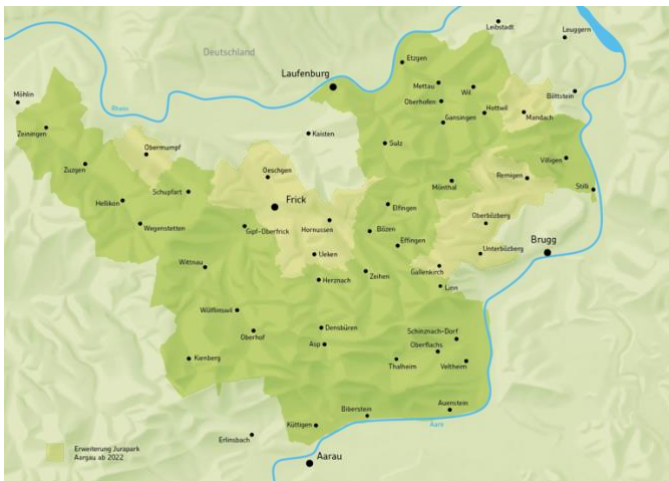 Leibstadt
Leuggern
Deutschland
Etzgen
Laufenburg
Mettau
Wil
Möhlin
Böttstein
Oberhofen
Rhein
Hottwil
Mandach
Gansingen
Zeiningen
Kaisten
Sulz
Obermumpf
Villigen
Zuzgen
Oeschgen
Remigen
Mönthal
Schupfart
Stilli
Hellikon
Frick
Elfingen
Wegenstetten
Gipf-Oberfrick
Hornussen
Oberbözberg
Bözen
Effingen
Brugg
Ueken
Unterbözberg
Wittnau
Gallenkirch
Zeihen
Herznach
Linn
Wölflinswil
Densbüren
Oberhof
Schinznach-Dorf
Asp
Oberflachs
Kienberg
Thalheim
Veltheim
Auenstein
Biberstein
Küttigen
Aare
Erlinsbach
Erweiterung Jurapark
Aargau ab 2022
Aarau